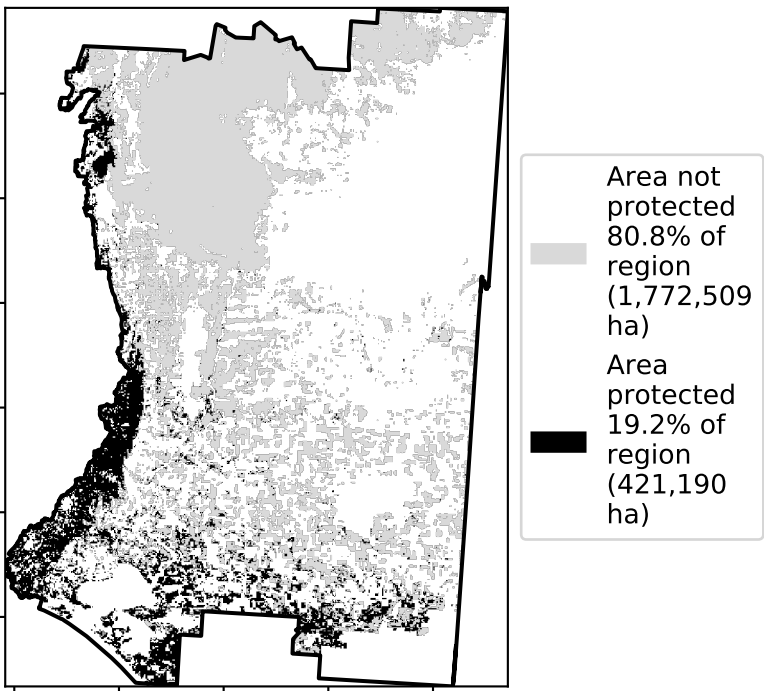 Area not
protected
80.8% of
region
(1,772,509
ha)
Area
protected
19.2% of
region
(421,190
ha)